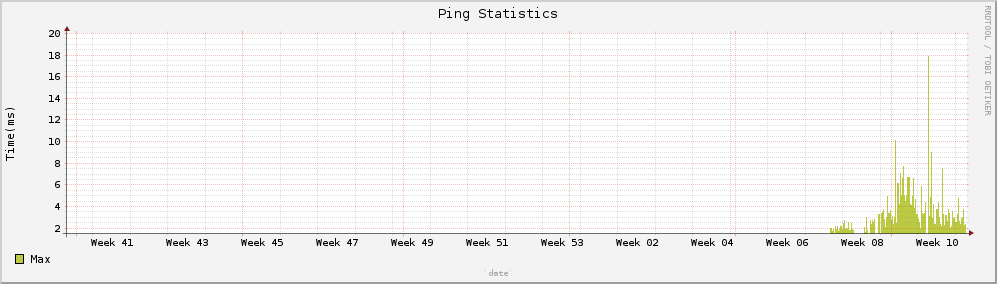 Ping Statistics
RRDTOOL / TOBI OETIKER
Time(ms)
20
18
16
14
12
10
8
6
4
2
Week 41 Week 43 Week 45 Week 47 Week 49 Week 51 Week 53 Week 02 Week 04 Week 06 Week 08 Week 10
Max
`date`